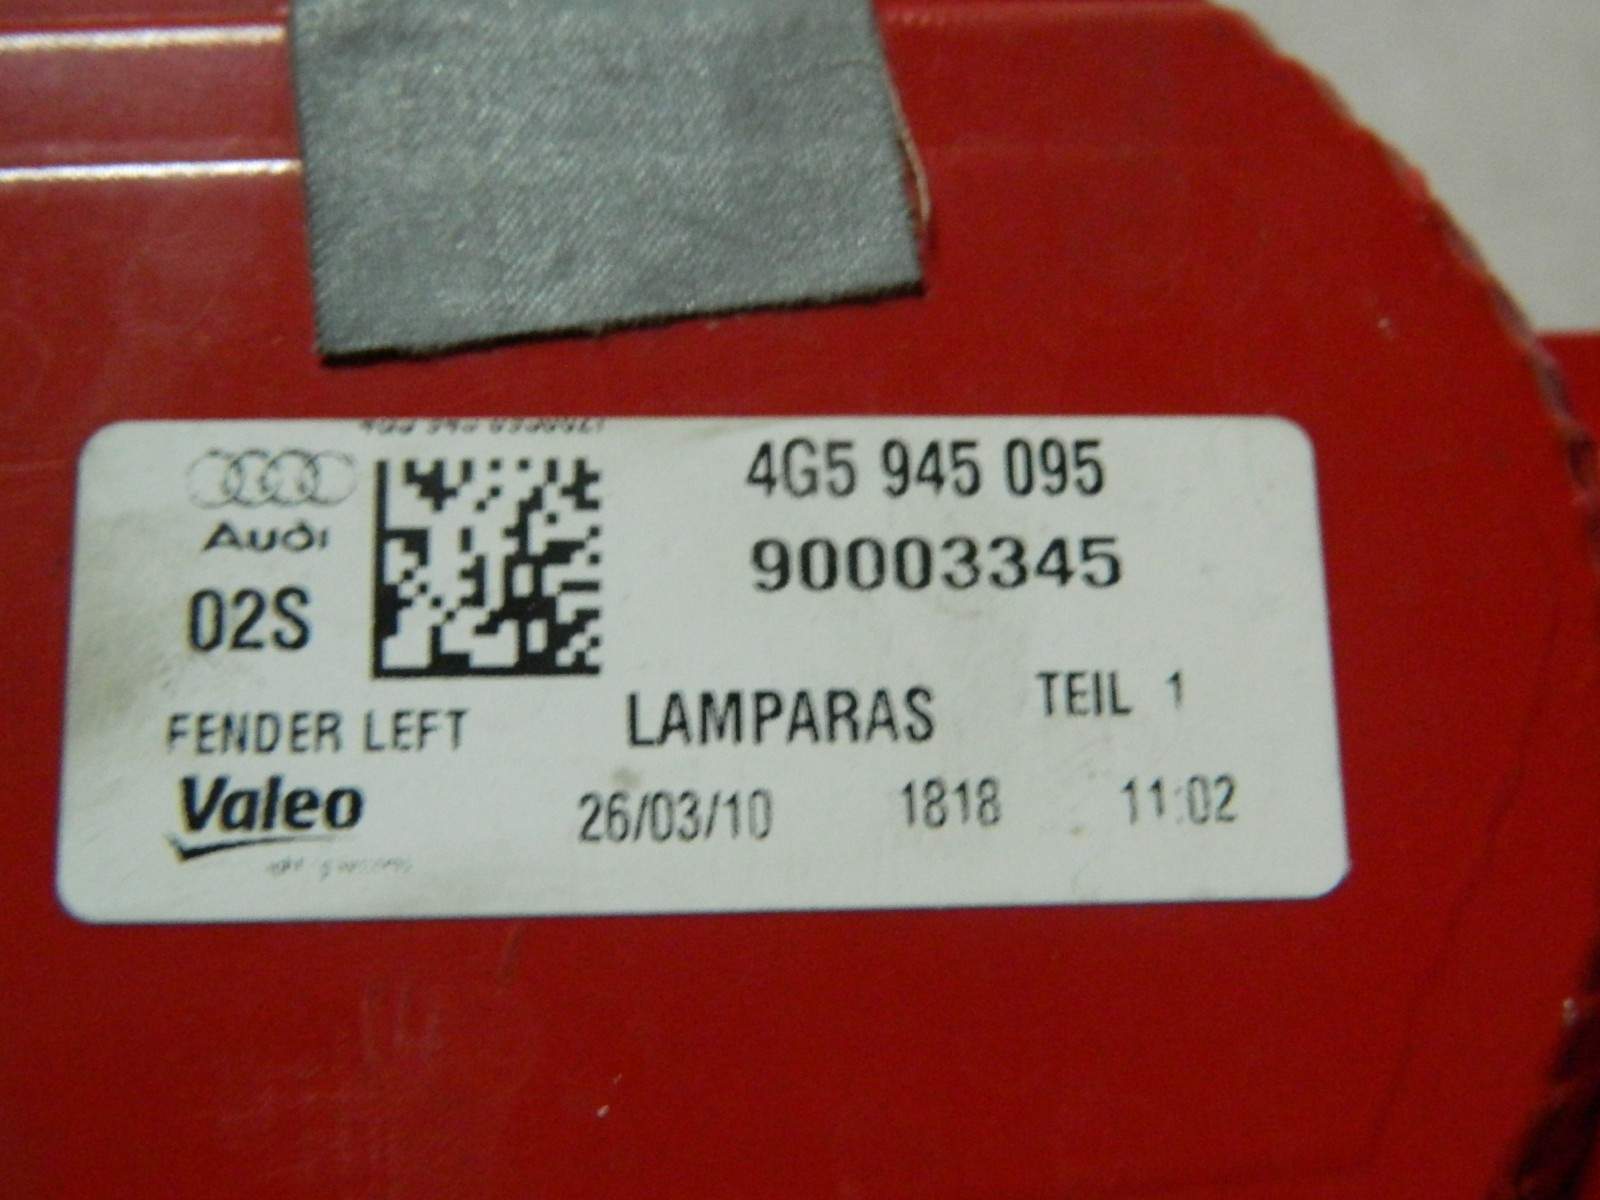 Audi
4G5 945 095
90003345
02S
FENDER LEFT
LAMPARAS
TEIL 1
Valeo
26/03/10 1818 11:02